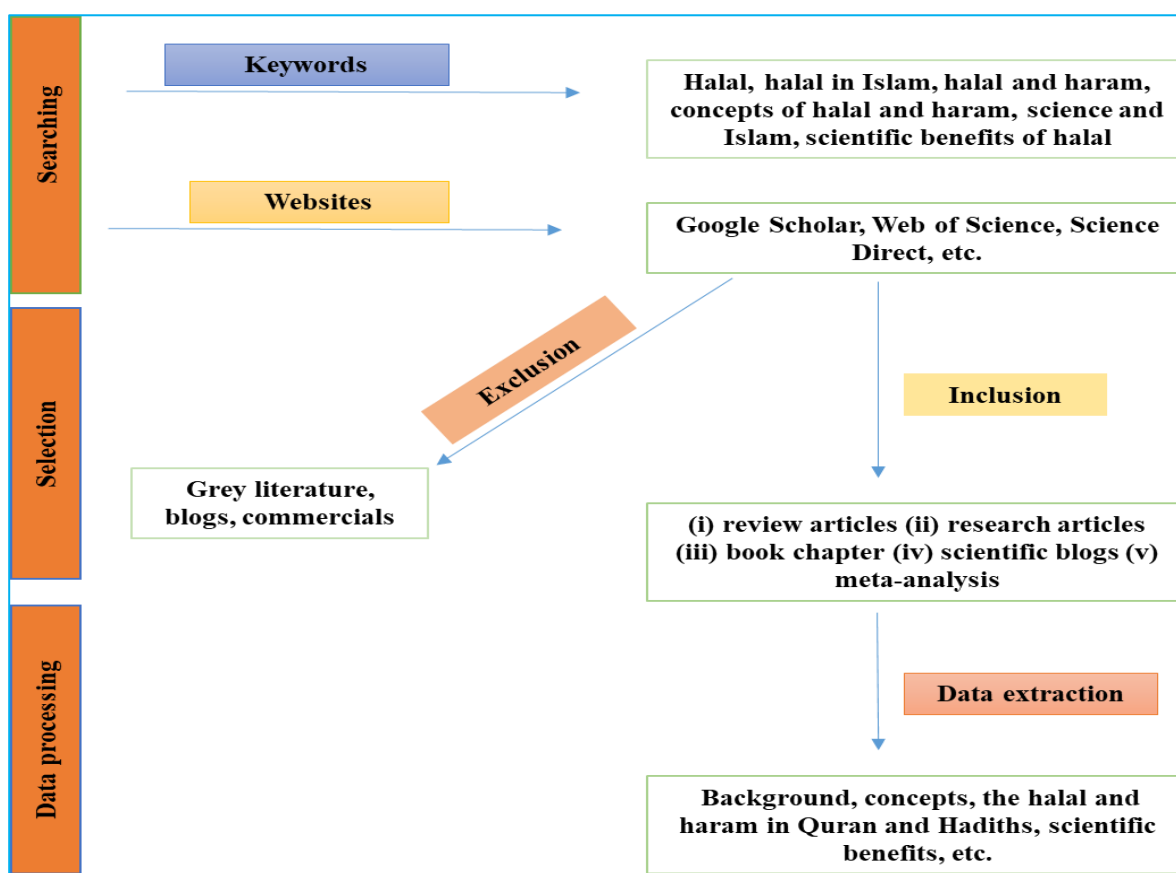 Searching
Keywords
Halal, halal in Islam, halal and haram,
concepts of halal and haram, science and
Islam, scientific benefits of halal
Websites
Google Scholar, Web of Science, Science
Direct, etc.
Selection
Exclusion
Inclusion
Grey literature,
blogs, commercials
(i) review articles (ii) research articles
(iii) book chapter (iv) scientific blogs (v)
meta-analysis
Data processing
Data extraction
Background, concepts, the halal and
haram in Quran and Hadiths, scientific
benefits, etc.